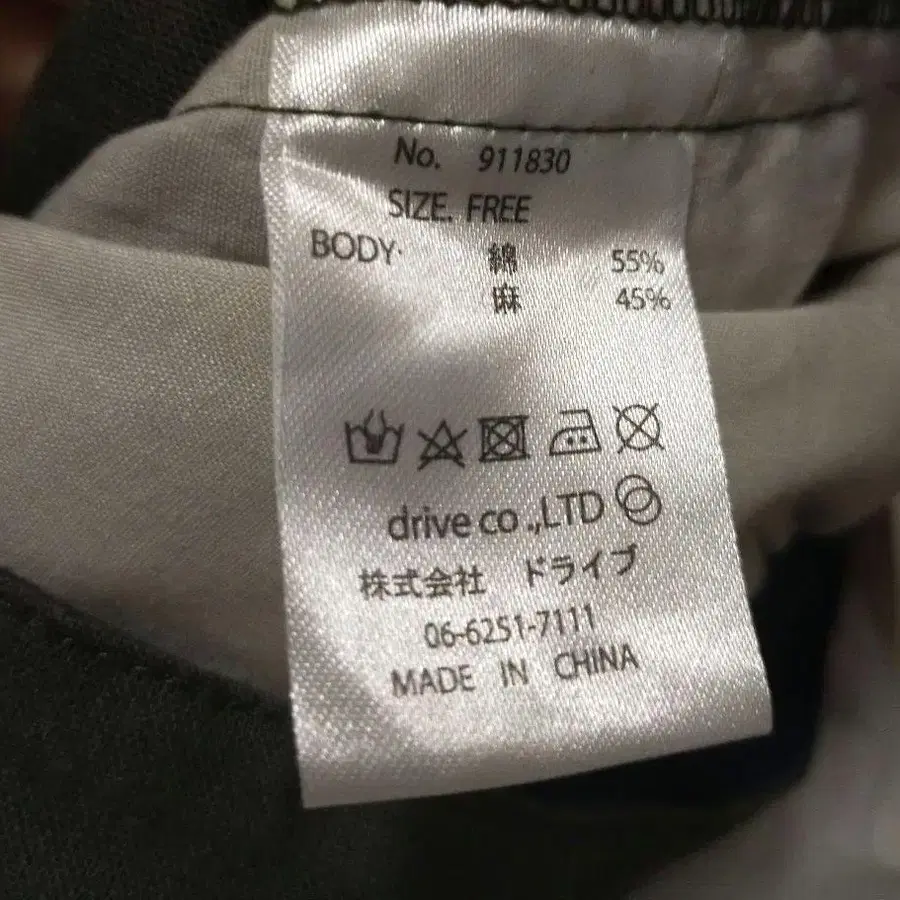 No. 911830
SIZE. FREE
BODY· 綿 55%
麻 45%
drive co .,LTD
株式会社 ドライブ
06-6251-7111
MADE IN CHINA